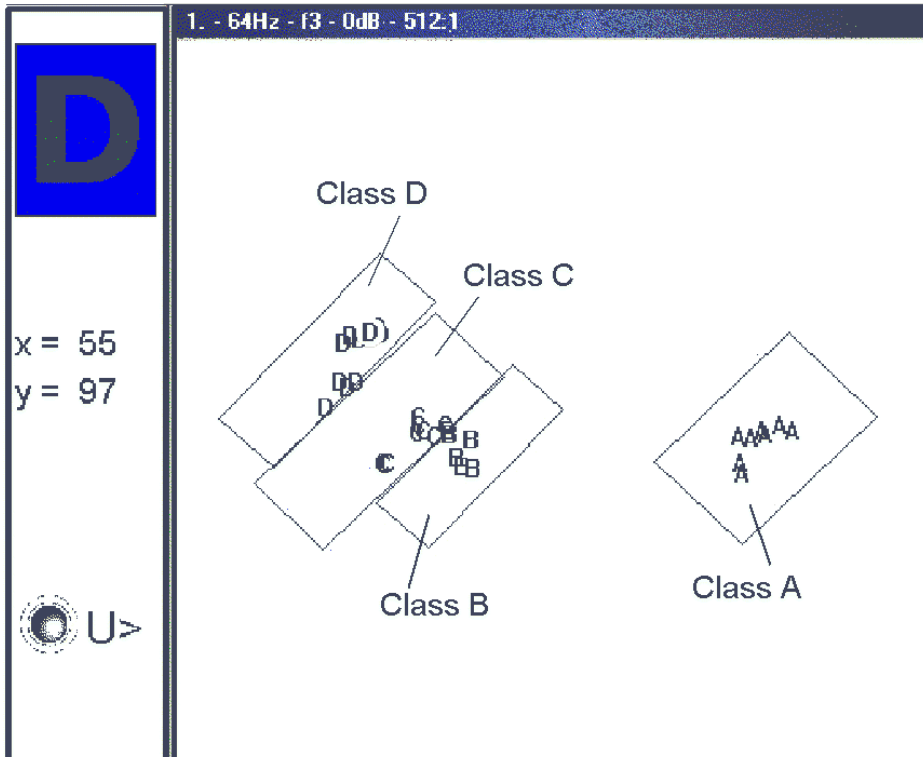 1. - 64Hz - f3 - 0dB - 512:1
D
x = 55
y = 97
U>
Class D
Class C
Class B
Class A
D D D)
D D D
D
C
C C C C B
B B
B B B
C
A A A A A A
A
A